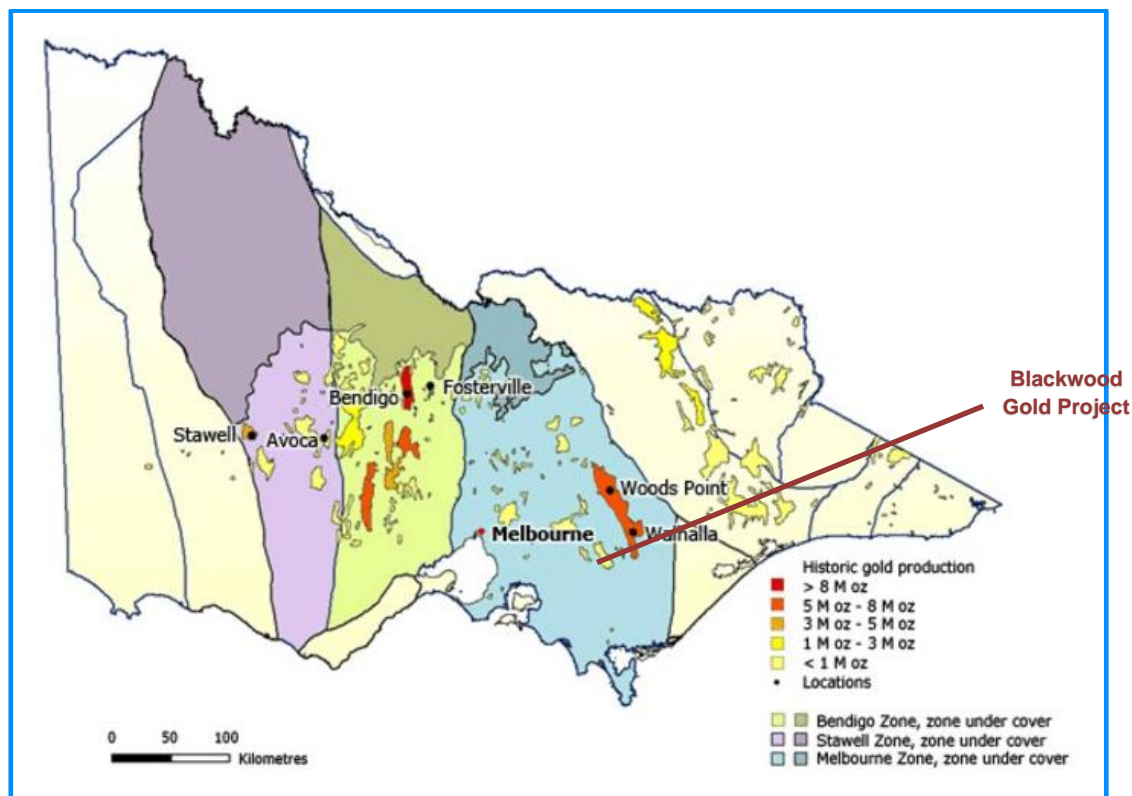 Blackwood
Gold Project
Fosterville
Bendigo
Stawell
Avoca
Woods Point
Melbourne
Walhalla
Historic gold production
> 8 M oz
5 M oz - 8 M oz
3 M oz - 5 M oz
1 M oz - 3 M oz
< 1 M oz
Locations
Bendigo Zone, zone under cover
Stawell Zone, zone under cover
Melbourne Zone, zone under cover
0 50 100
Kilometres